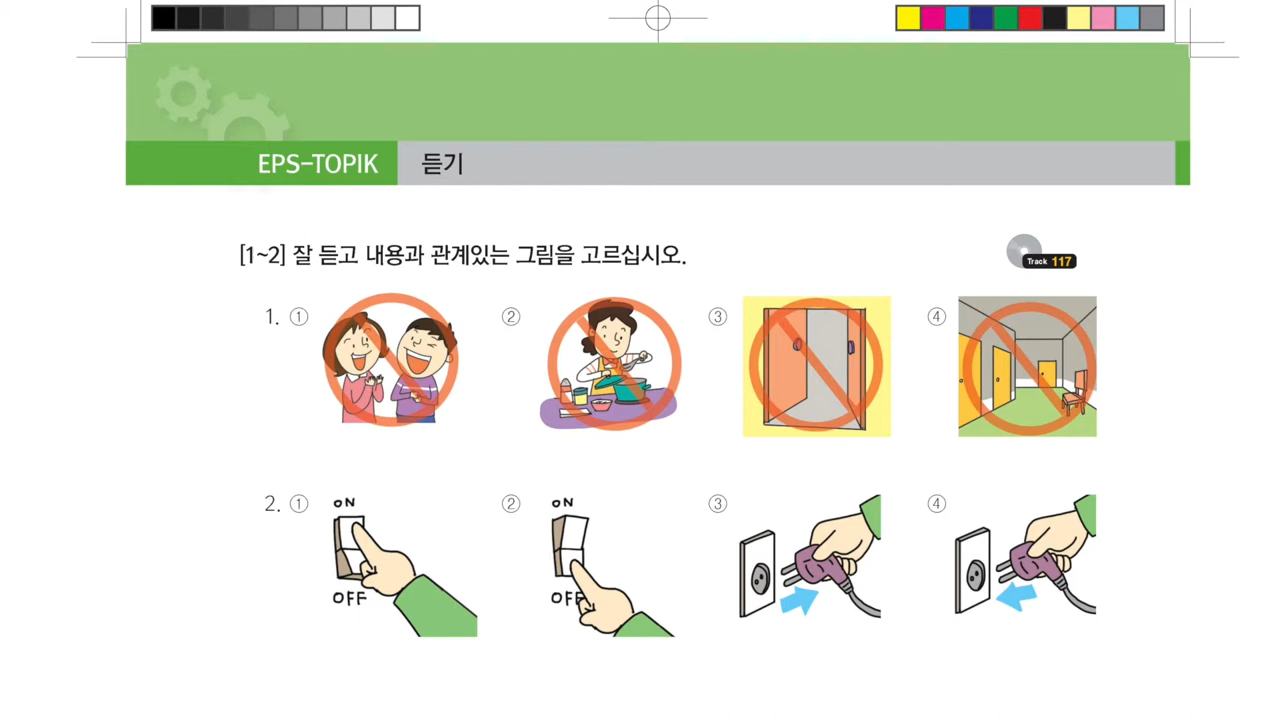 EPS-TOPIK 듣기
[1~2] 잘 듣고 내용과 관계있는 그림을 고르십시오.
Track 117
1. ① ② ③ ④
2. ① ② ③ ④
ON ON
OFF OFF